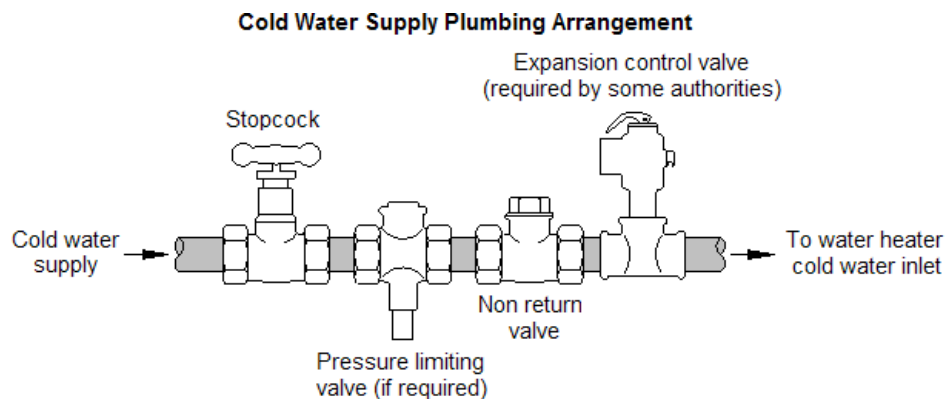 Cold Water Supply Plumbing Arrangement
Expansion control valve
(required by some authorities)
Stopcock
Cold water
supply
To water heater
cold water inlet
Non return
valve
Pressure limiting
valve (if required)